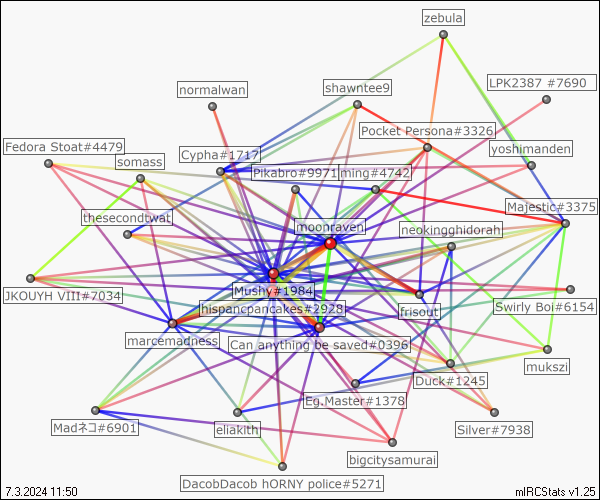 zebula
normalwan
shawntee9
LPK2387 #7690
Pocket Persona#3326
Fedora Stoat#4479
somass
Cypha#1717
yoshimanden
Pikabro#9971
ming#4742
Majestic#3375
thesecondtwat
moonraven
neokingghidorah
JKOUYH VIII#7034
Mushy#1984
hispancpancakes#2928
frisout
Swirly Boi#6154
marcemadness
Can anything be saved#0396
mukszi
Duck#1245
Eg.Master#1378
Madネコ#6901
eliakith
Silver#7938
bigcitysamurai
DacobDacob hORNY police#5271
7.3.2024 11:50
mIRCStats v1.25